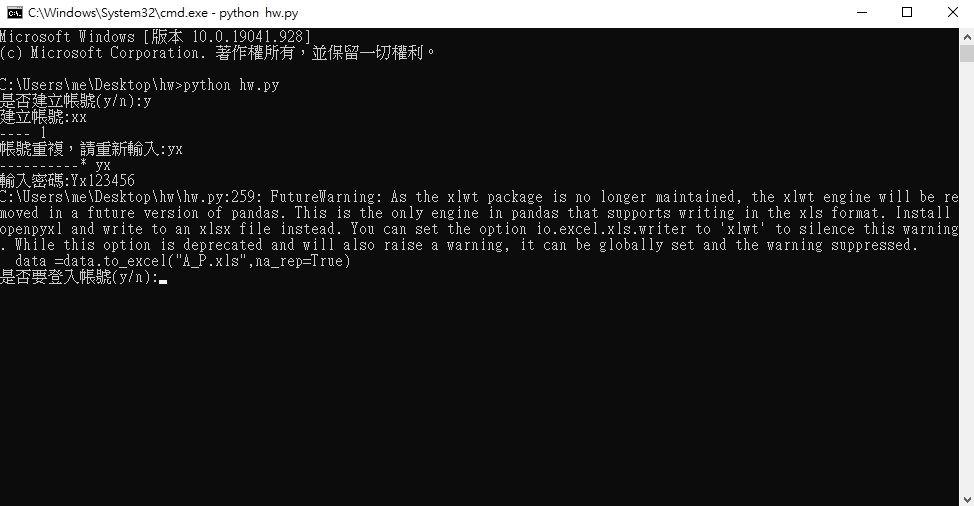 C:\Windows\System32\cmd.exe - python hw.py
Microsoft Windows [版本 10.0.19041.928]
(c) Microsoft Corporation. 著作權所有，並保留一切權利。
C:\Users\me\Desktop\hw>python hw.py
是否建立帳號(y/n):y
建立帳號:xx
---- 1
帳號重複，請重新輸入:yx
----------* yx
輸入密碼:Yx123456
C:\Users\me\Desktop\hw\hw.py:259: FutureWarning: As the xlwt package is no longer maintained, the xlwt engine will be re
moved in a future version of pandas. This is the only engine in pandas that supports writing in the xls format. Install
openpyxl and write to an xlsx file instead. You can set the option io.excel.xls.writer to 'xlwt' to silence this warning
. While this option is deprecated and will also raise a warning, it can be globally set and the warning suppressed.
  data =data.to_excel("A_P.xls",na_rep=True)
是否要登入帳號(y/n):